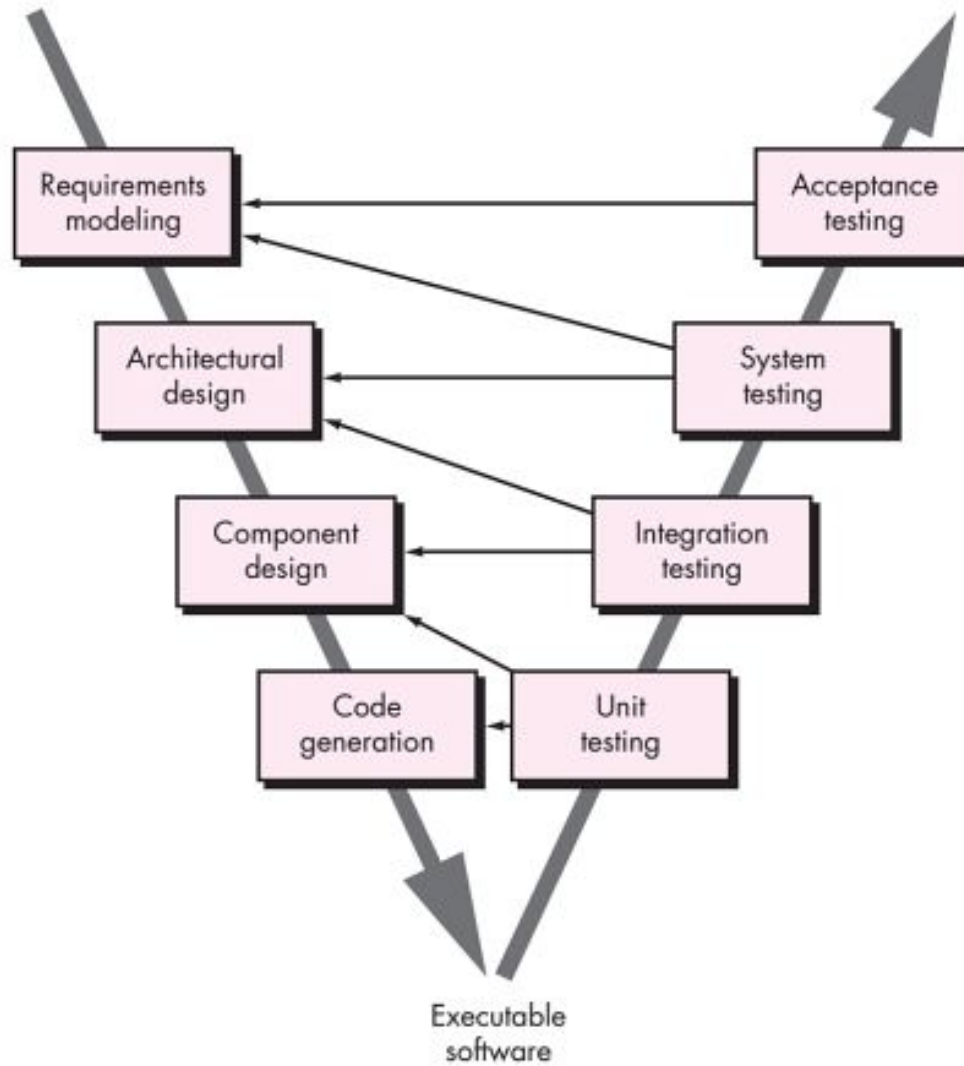 Requirements
modeling
Acceptance
testing
Architectural
design
System
testing
Component
design
Integration
testing
Code
generation
Unit
testing
Executable
software